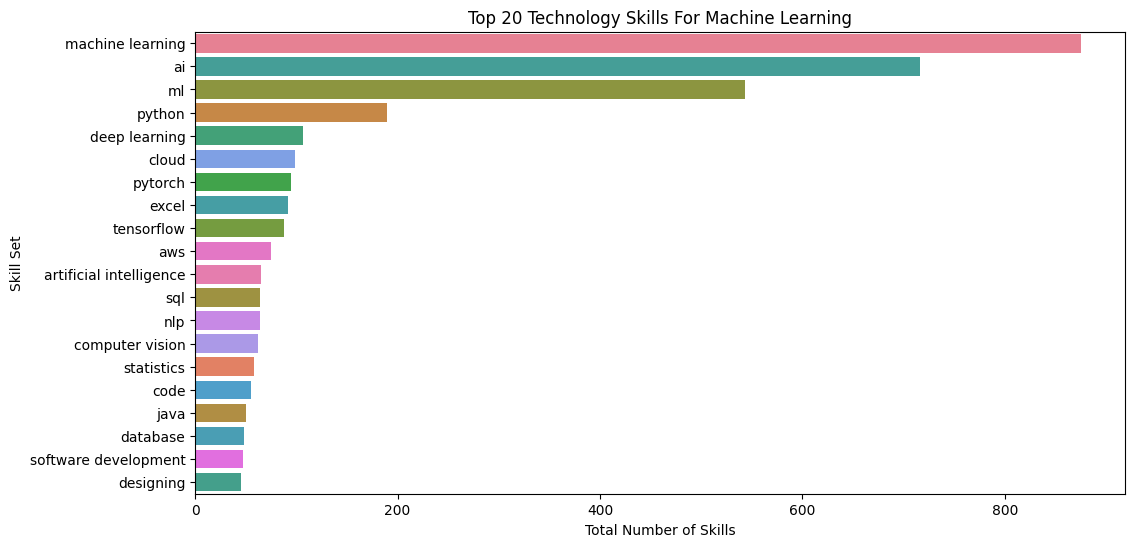 Top 20 Technology Skills For Machine Learning
Skill Set
machine learning
ai
ml
python
deep learning
cloud
pytorch
excel
tensorflow
aws
artificial intelligence
sql
nlp
computer vision
statistics
code
java
database
software development
designing
0 200 400 600 800
Total Number of Skills